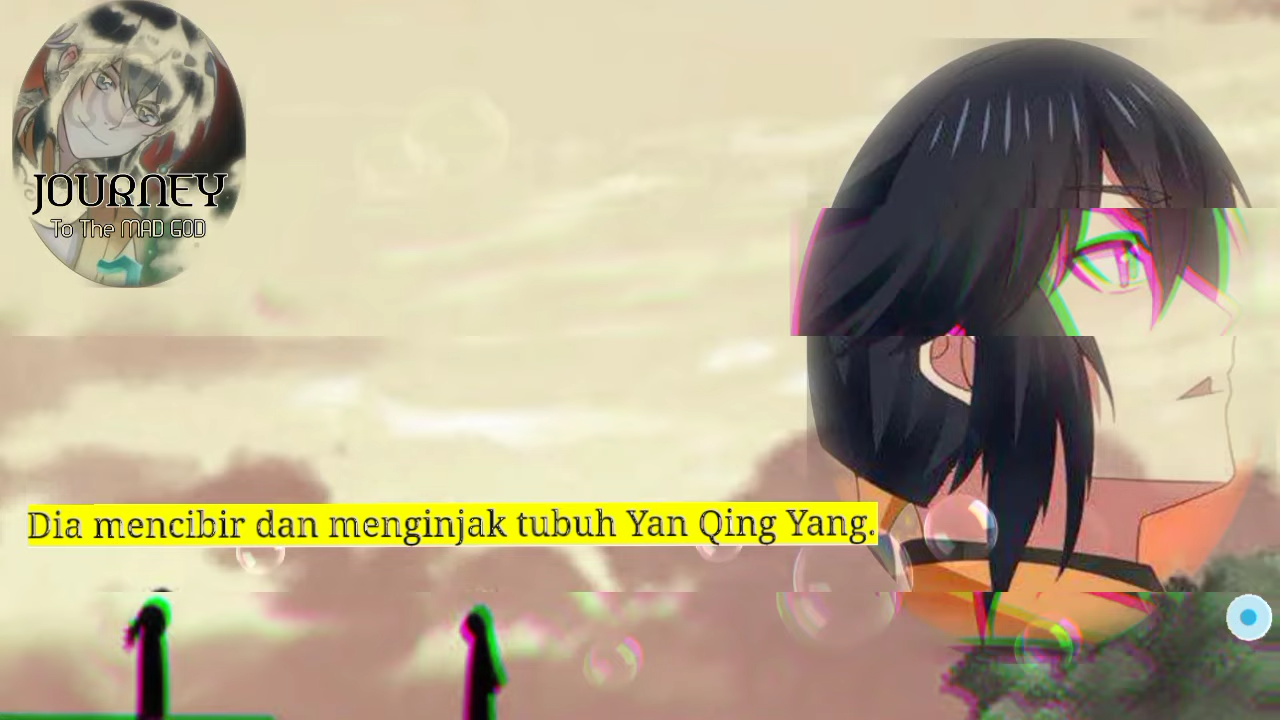 JOURNEY
To The MAD GOD
Dia mencibir dan menginjak tubuh Yan Qing Yang.